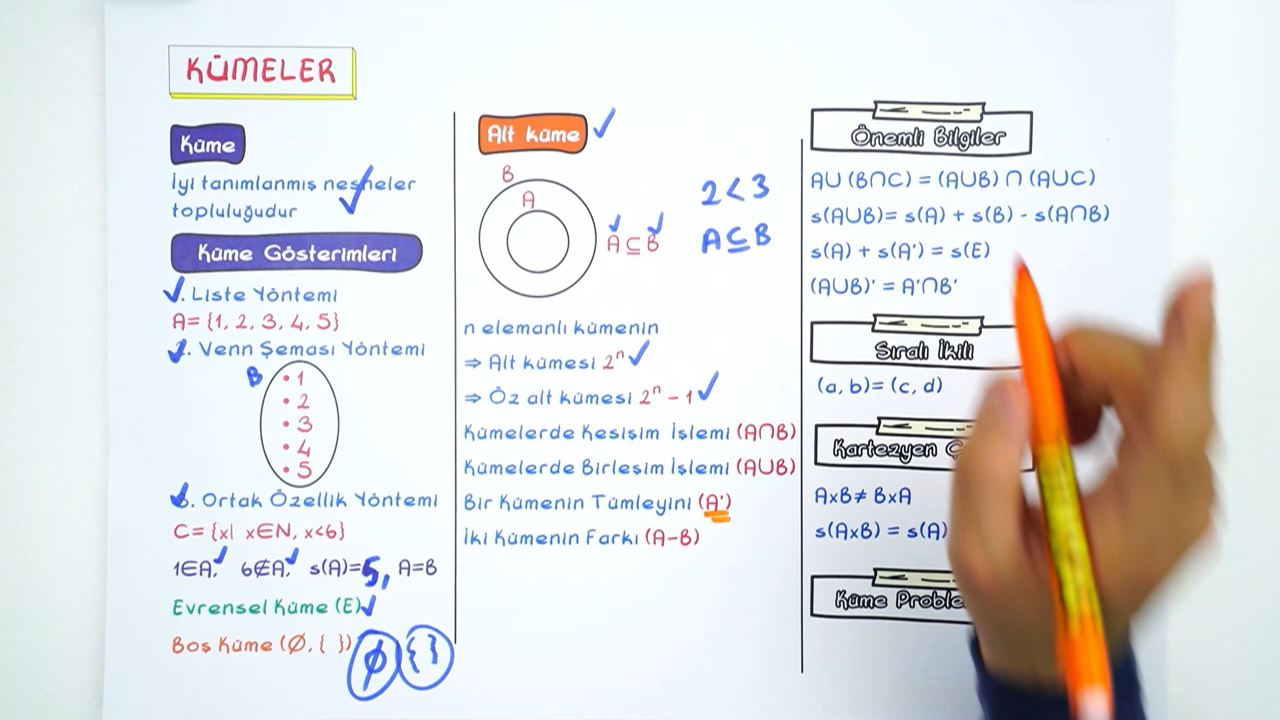 KÜMELER
Küme
İyi tanımlanmış nesneler
topluluğudur
Küme Gösterimleri
1. Liste Yöntemi
A= {1, 2, 3, 4, 5}
2. Venn Şeması Yöntemi
B
• 1
• 2
• 3
• 4
• 5
3. Ortak Özellik Yöntemi
C= {x| x∈N, x<6}
1∈A, 6∉A, s(A)=5, A=B
Evrensel Küme (E)
Boş Küme (∅, { })
∅ { }
Alt küme
B
A
A⊆B
2<3
A⊆B
n elemanlı kümenin
⇒ Alt kümesi 2ⁿ
⇒ Öz alt kümesi 2ⁿ - 1
Kümelerde Kesişim İşlemi (A∩B)
Kümelerde Birleşim İşlemi (A∪B)
Bir Kümenin Tümleyini (A')
İki Kümenin Farkı (A-B)
Önemli Bilgiler
A∪(B∩C) = (A∪B)∩(A∪C)
s(A∪B)= s(A) + s(B) - s(A∩B)
s(A) + s(A') = s(E)
(A∪B)' = A'∩B'
Sıralı İkili
(a, b)= (c, d)
Kartezyen
AxB≠BxA
s(AxB) = s(A)
Küme